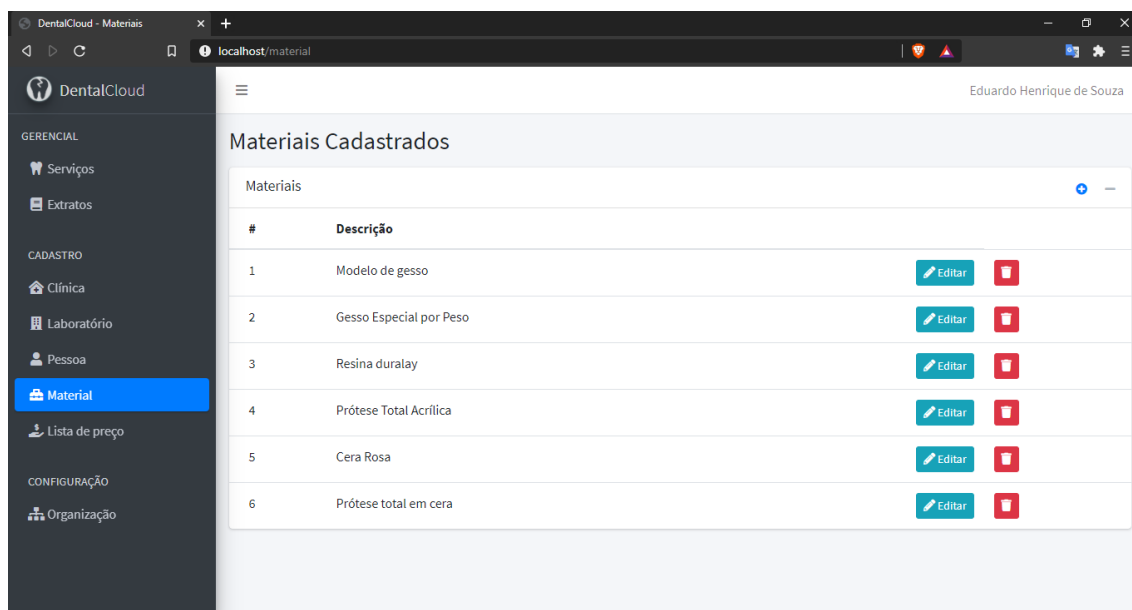 DentalCloud - Materiais
localhost/material
DentalCloud
Eduardo Henrique de Souza
GERENCIAL
Serviços
Extratos
CADASTRO
Clínica
Laboratório
Pessoa
Material
Lista de preço
CONFIGURAÇÃO
Organização
Materiais Cadastrados
Materiais
# Descrição
1 Modelo de gesso Editar
2 Gesso Especial por Peso Editar
3 Resina duralay Editar
4 Prótese Total Acrílica Editar
5 Cera Rosa Editar
6 Prótese total em cera Editar